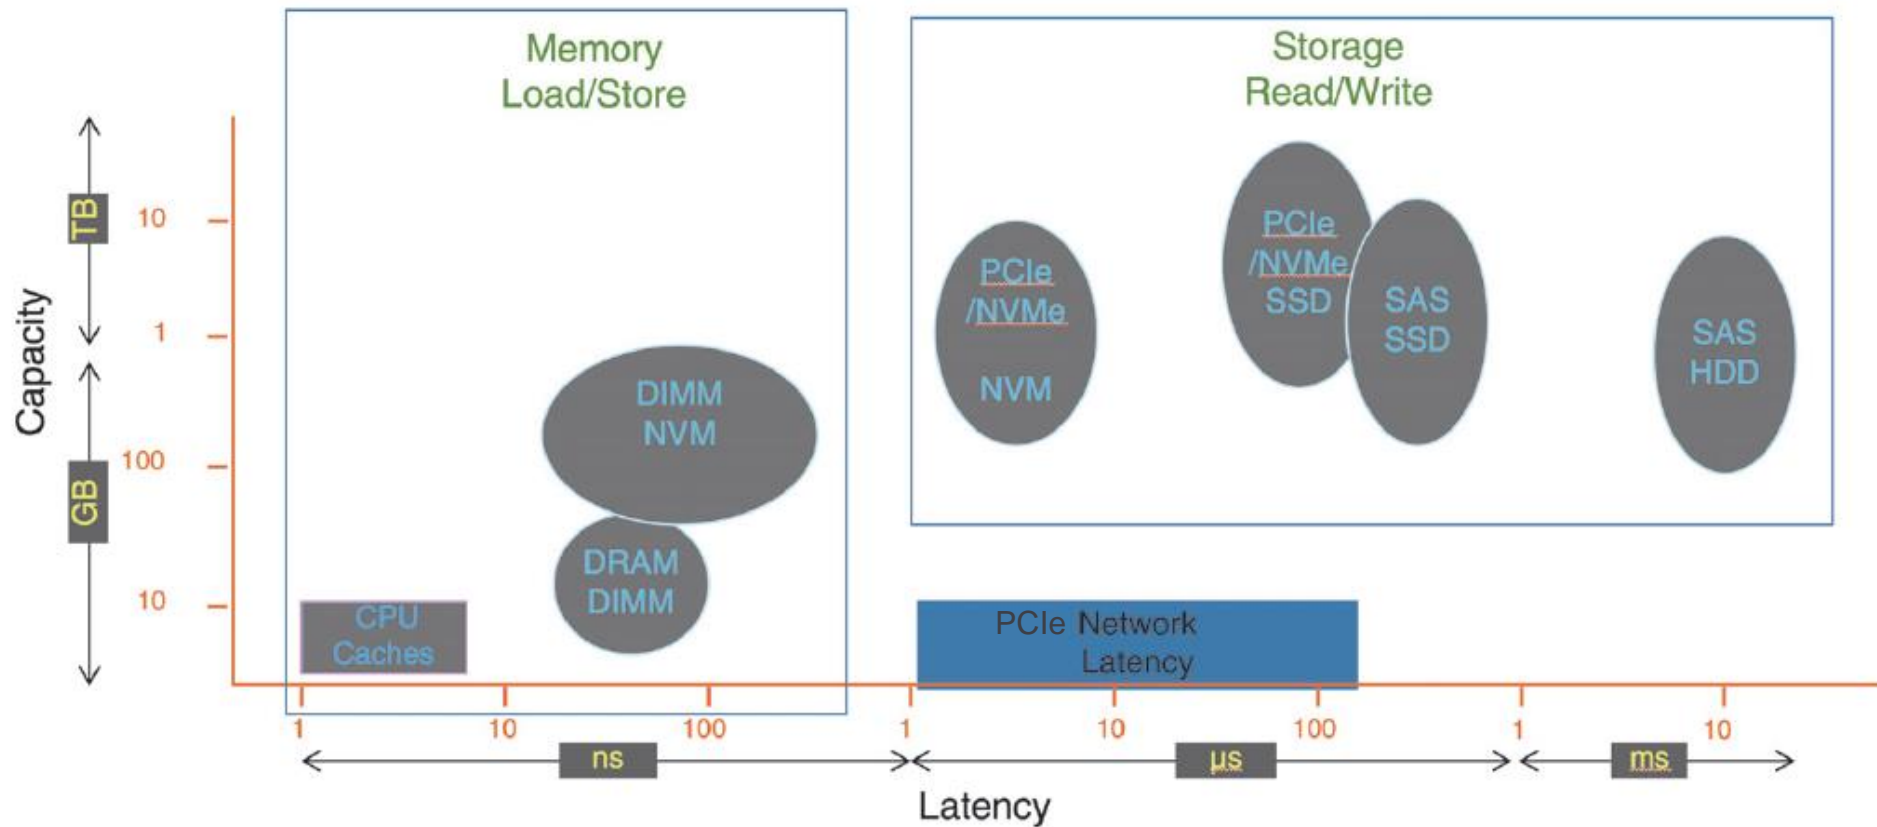 Memory
Load/Store
Storage
Read/Write
Capacity
TB
GB
10
1
100
10
PCIe
/NVMe
NVM
PCIe
/NVMe
SSD
SAS
SSD
SAS
HDD
DIMM
NVM
DRAM
DIMM
CPU
Caches
PCIe Network
Latency
1
10
100
1
10
100
1
10
ns
µs
ms
Latency